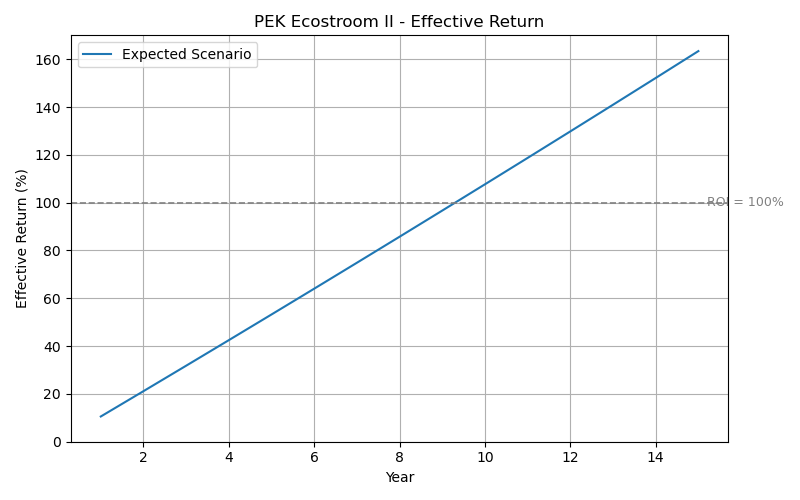 PEK Ecostroom II - Effective Return
Expected Scenario
Effective Return (%)
160
140
120
100
80
60
40
20
0
ROI = 100%
2 4 6 8 10 12 14
Year